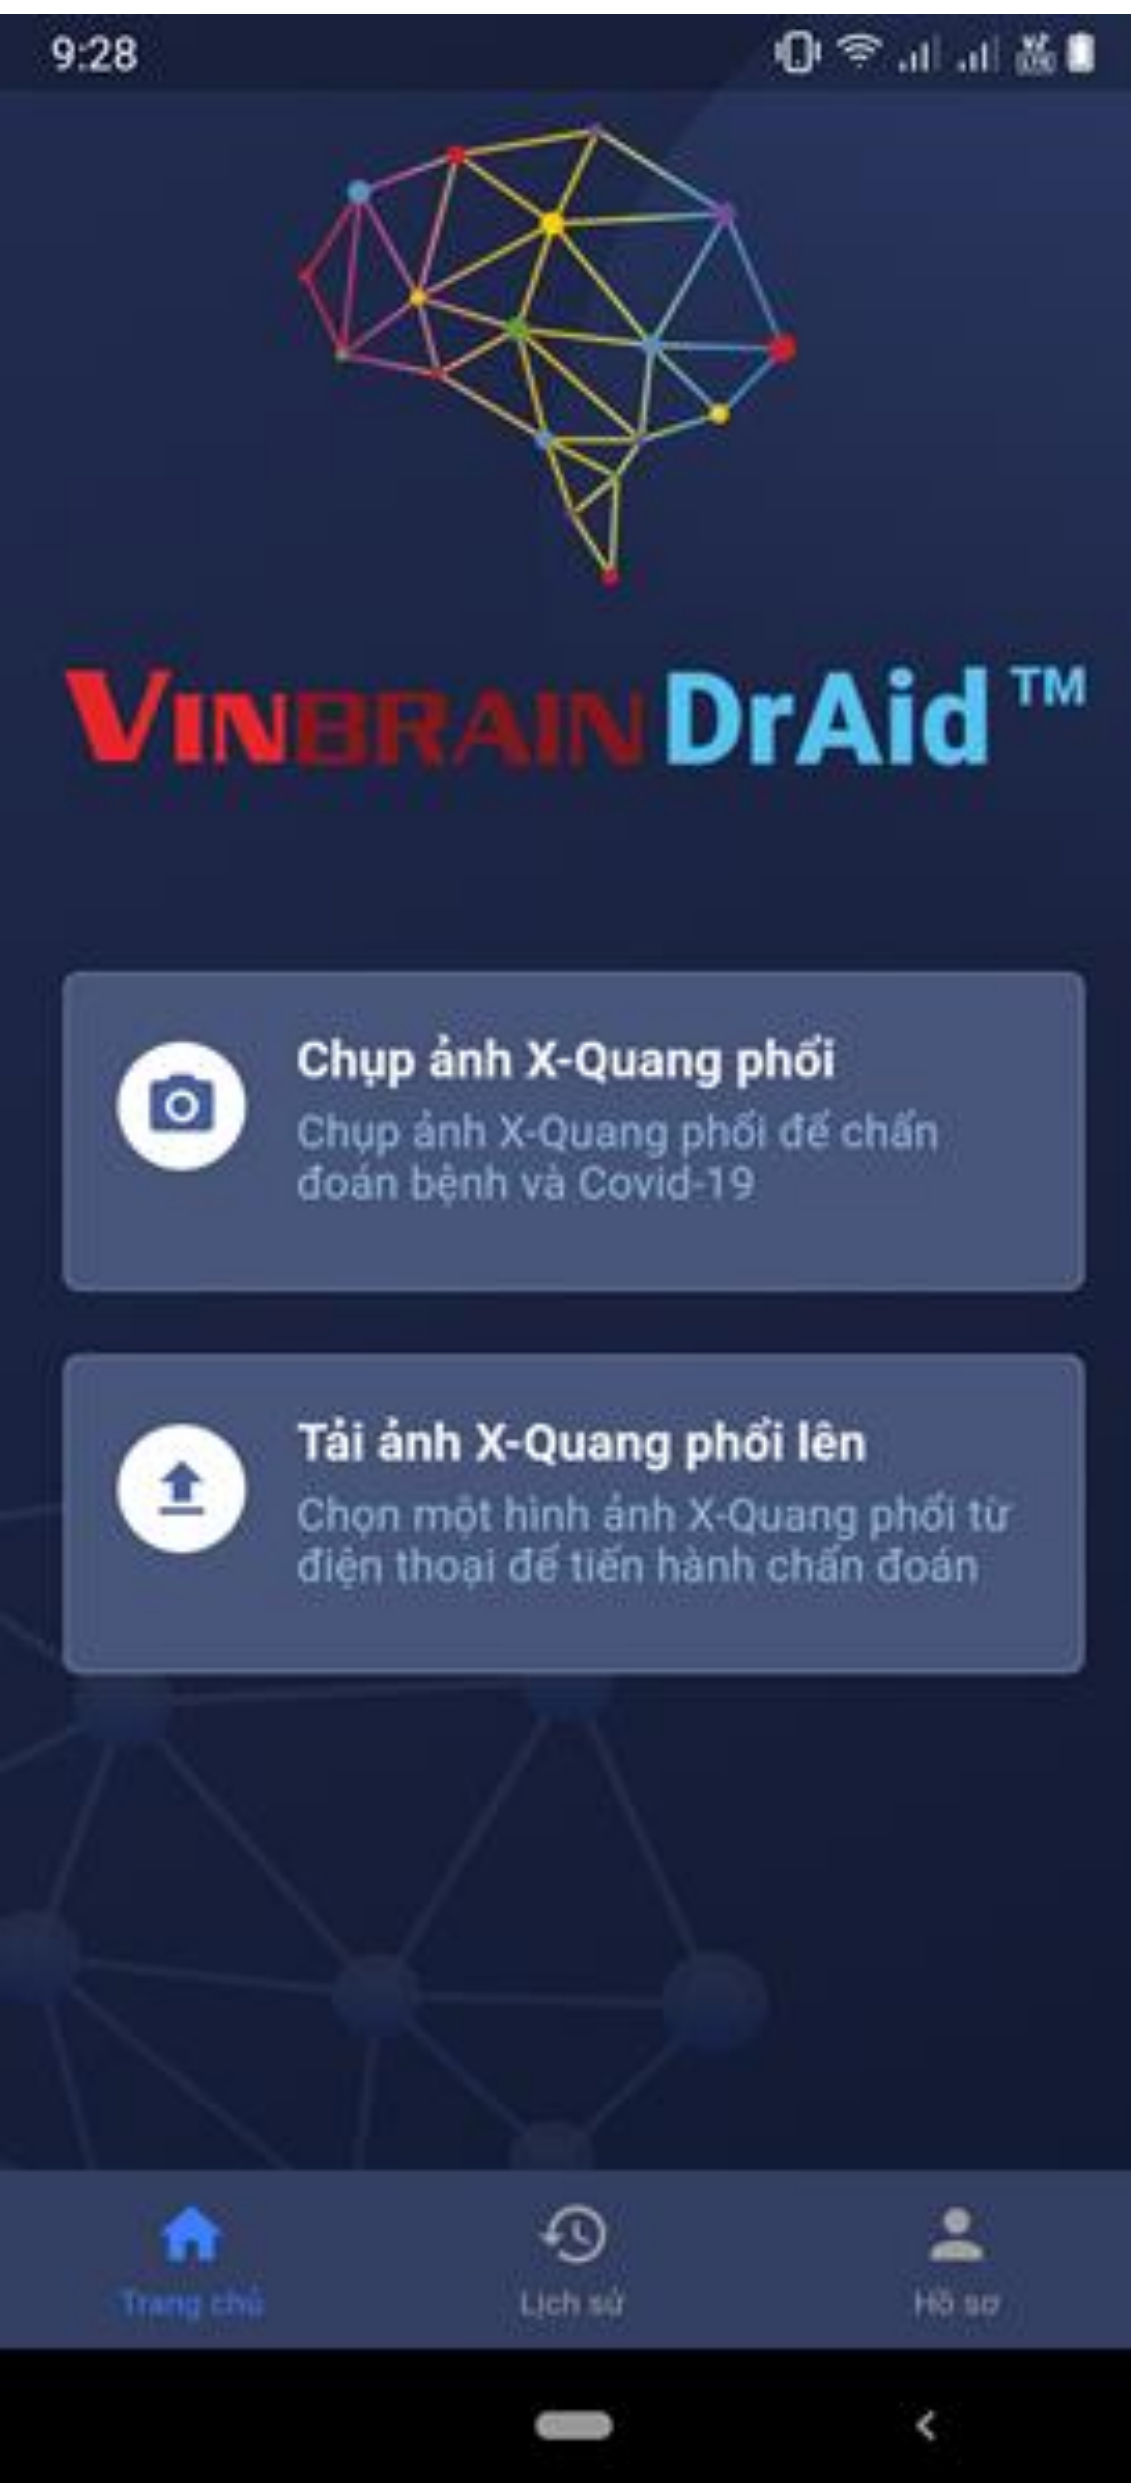 9:28
VINBRAIN DrAid™
Chụp ảnh X-Quang phổi
Chụp ảnh X-Quang phổi để chẩn
đoán bệnh và Covid-19
Tải ảnh X-Quang phổi lên
Chọn một hình ảnh X-Quang phổi từ
điện thoại để tiến hành chẩn đoán
Trang chủ
Lịch sử
Hồ sơ